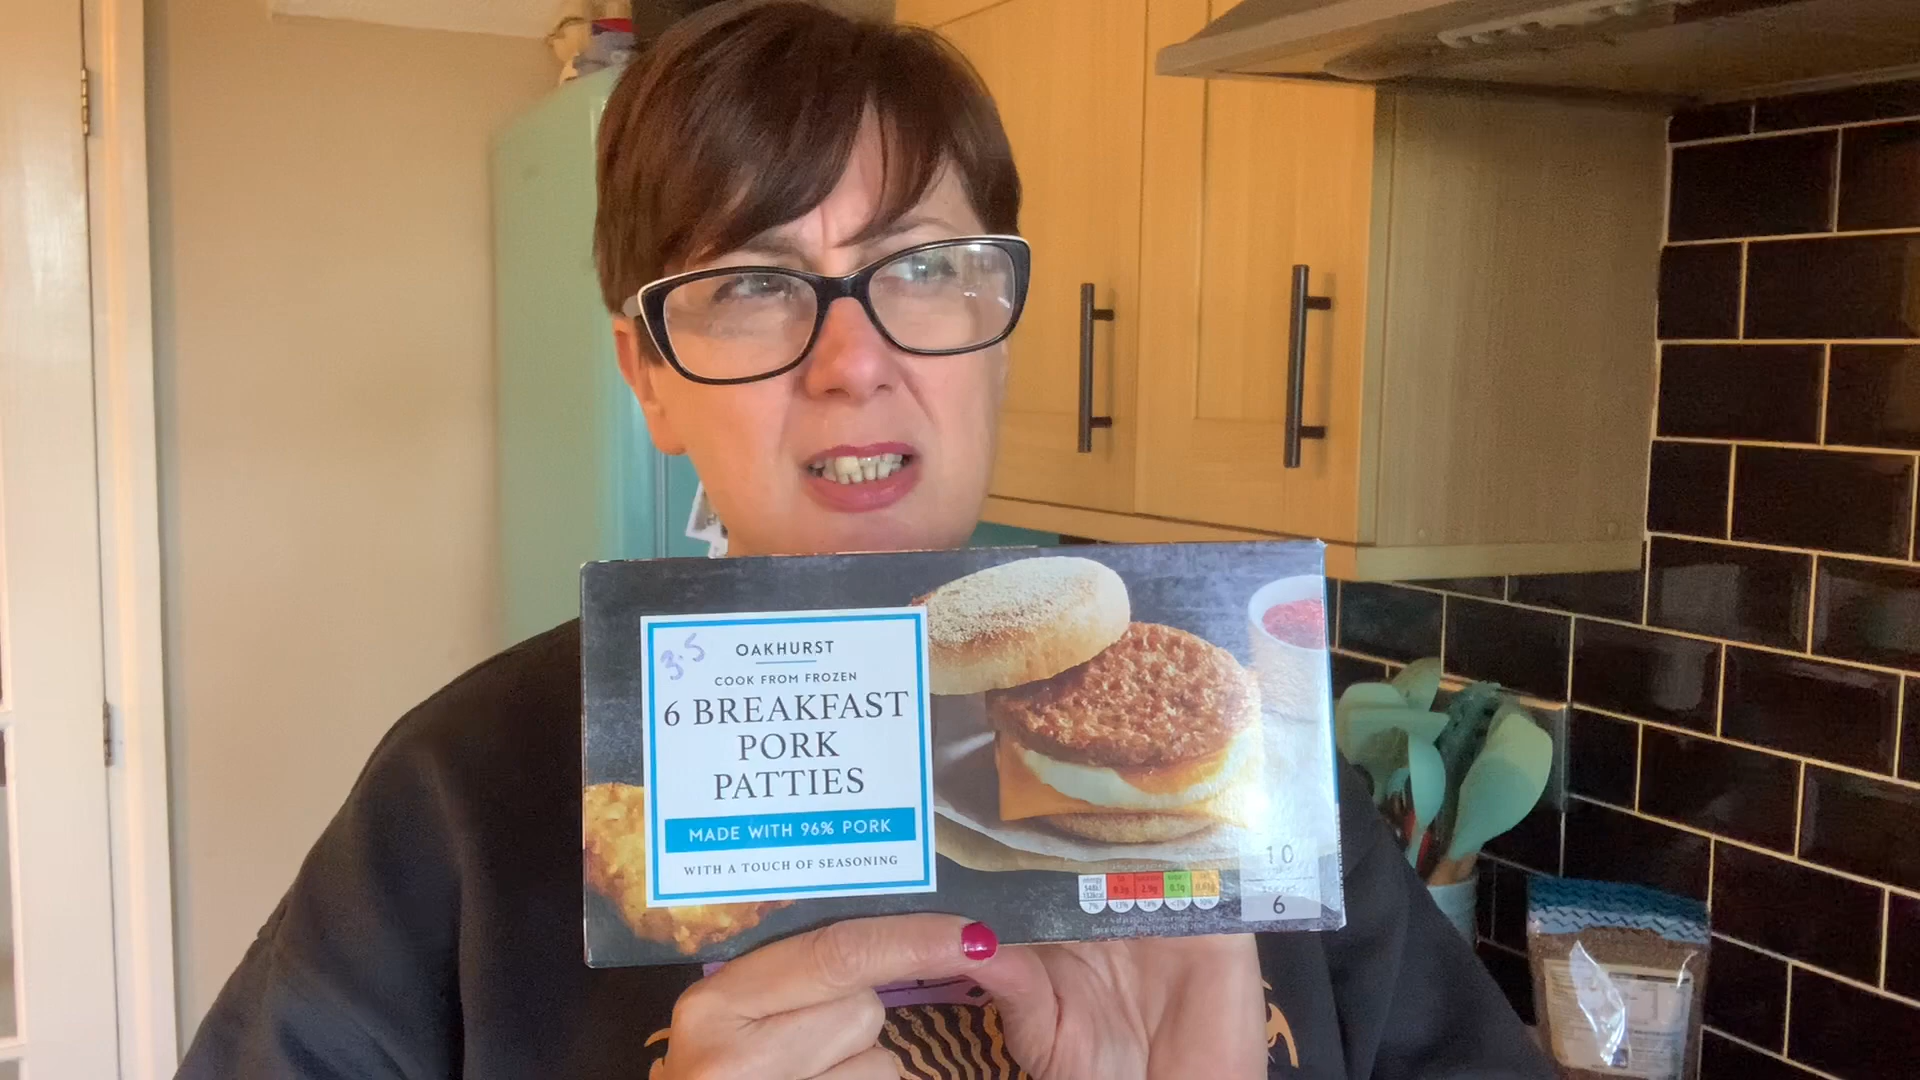 3.5
OAKHURST
COOK FROM FROZEN
6 BREAKFAST
PORK
PATTIES
MADE WITH 96% PORK
WITH A TOUCH OF SEASONING
10
6